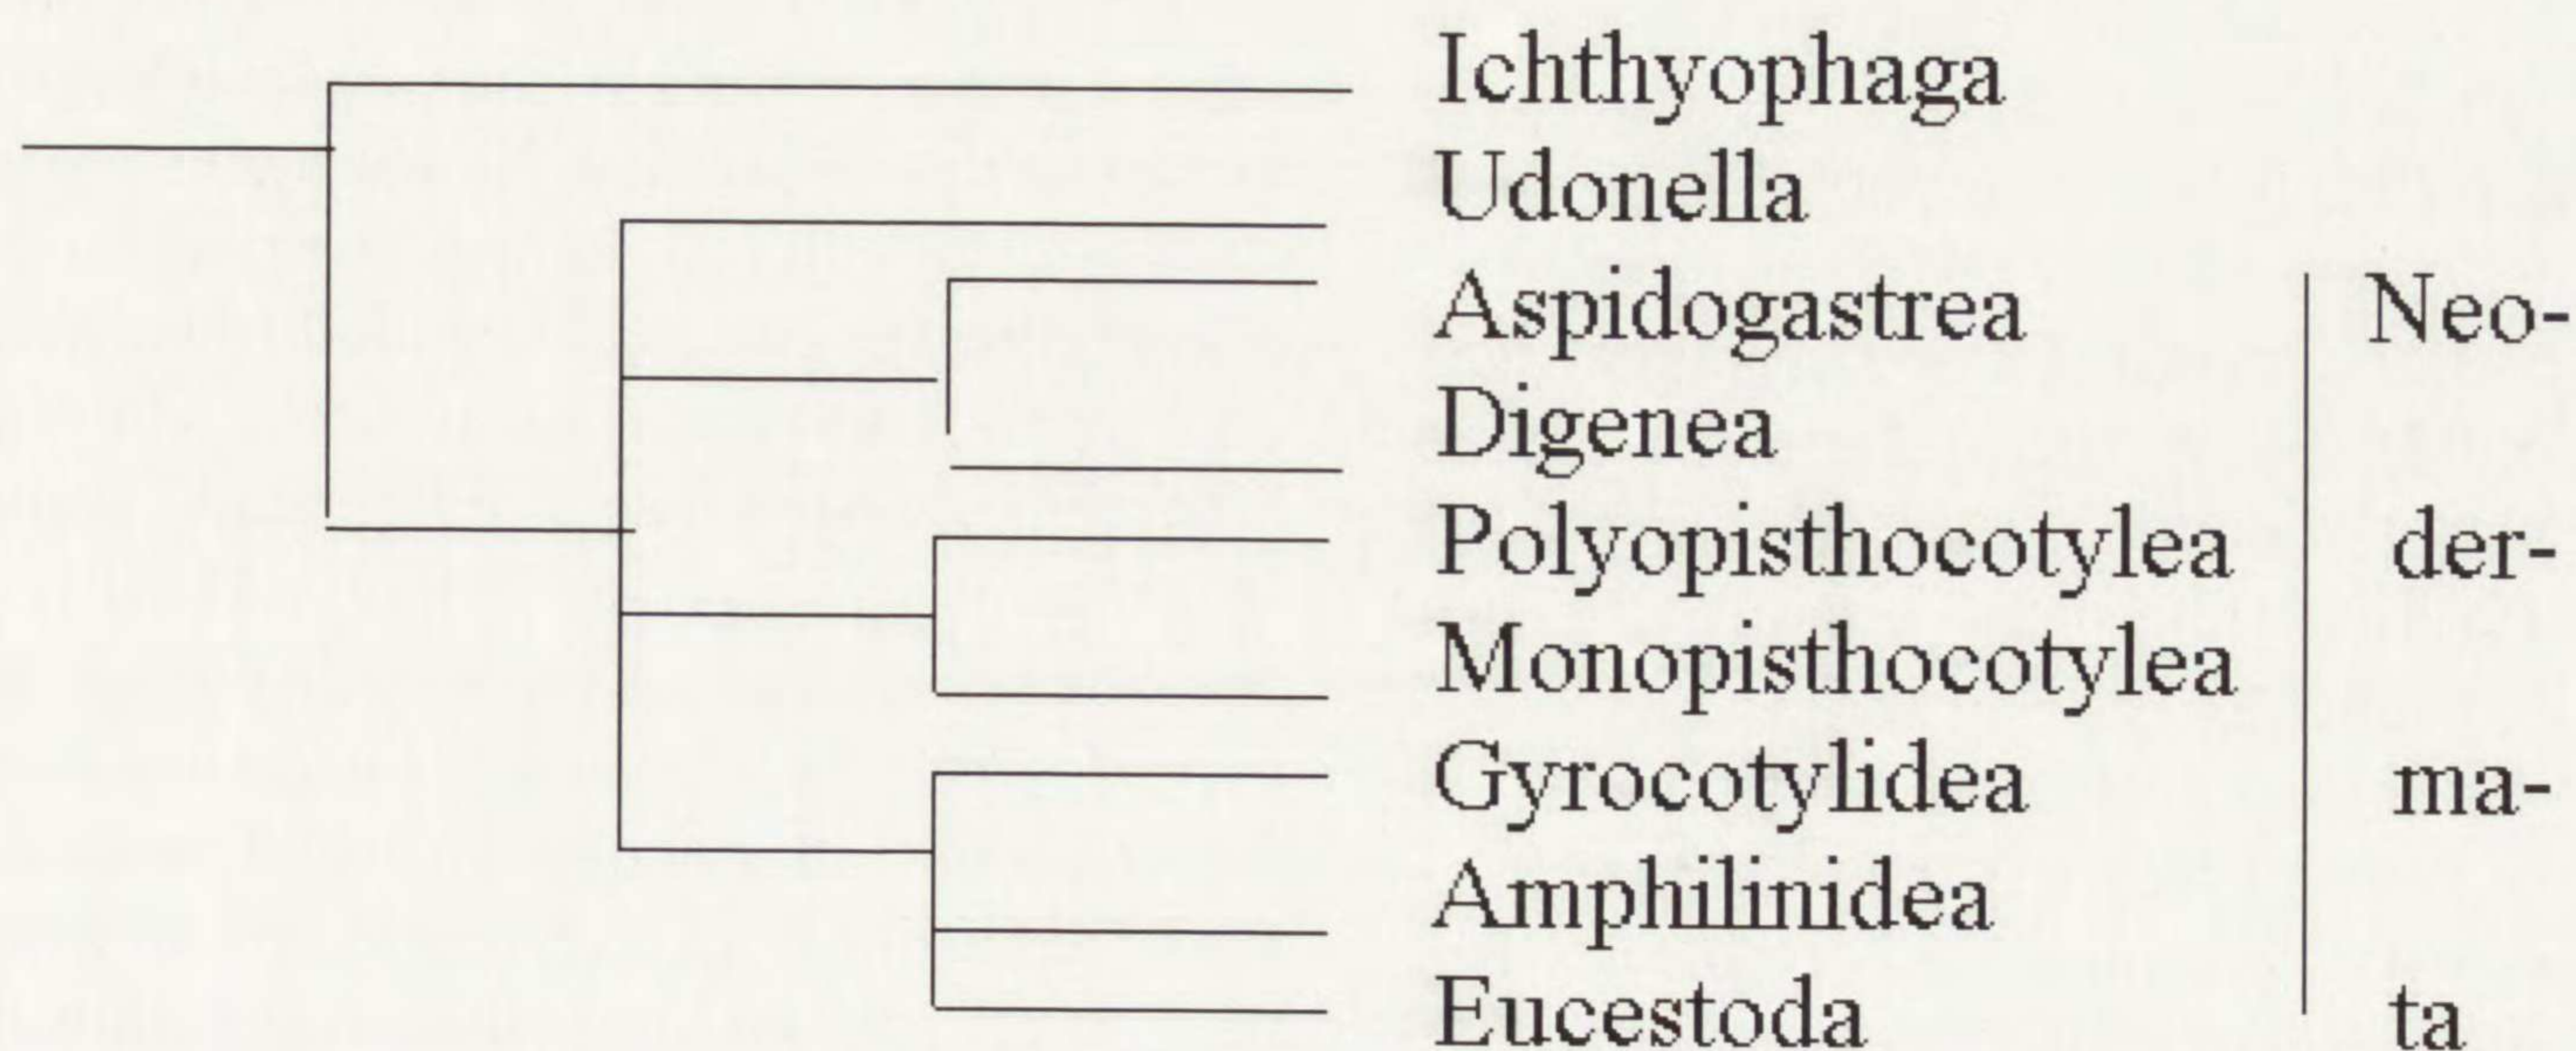 Ichthyophaga
Udonella
Aspidogastrea
Digenea
Polyopisthocotylea
Monopisthocotylea
Gyrocotylidea
Amphilinidea
Eucestoda
Neo-
der-
ma-
ta